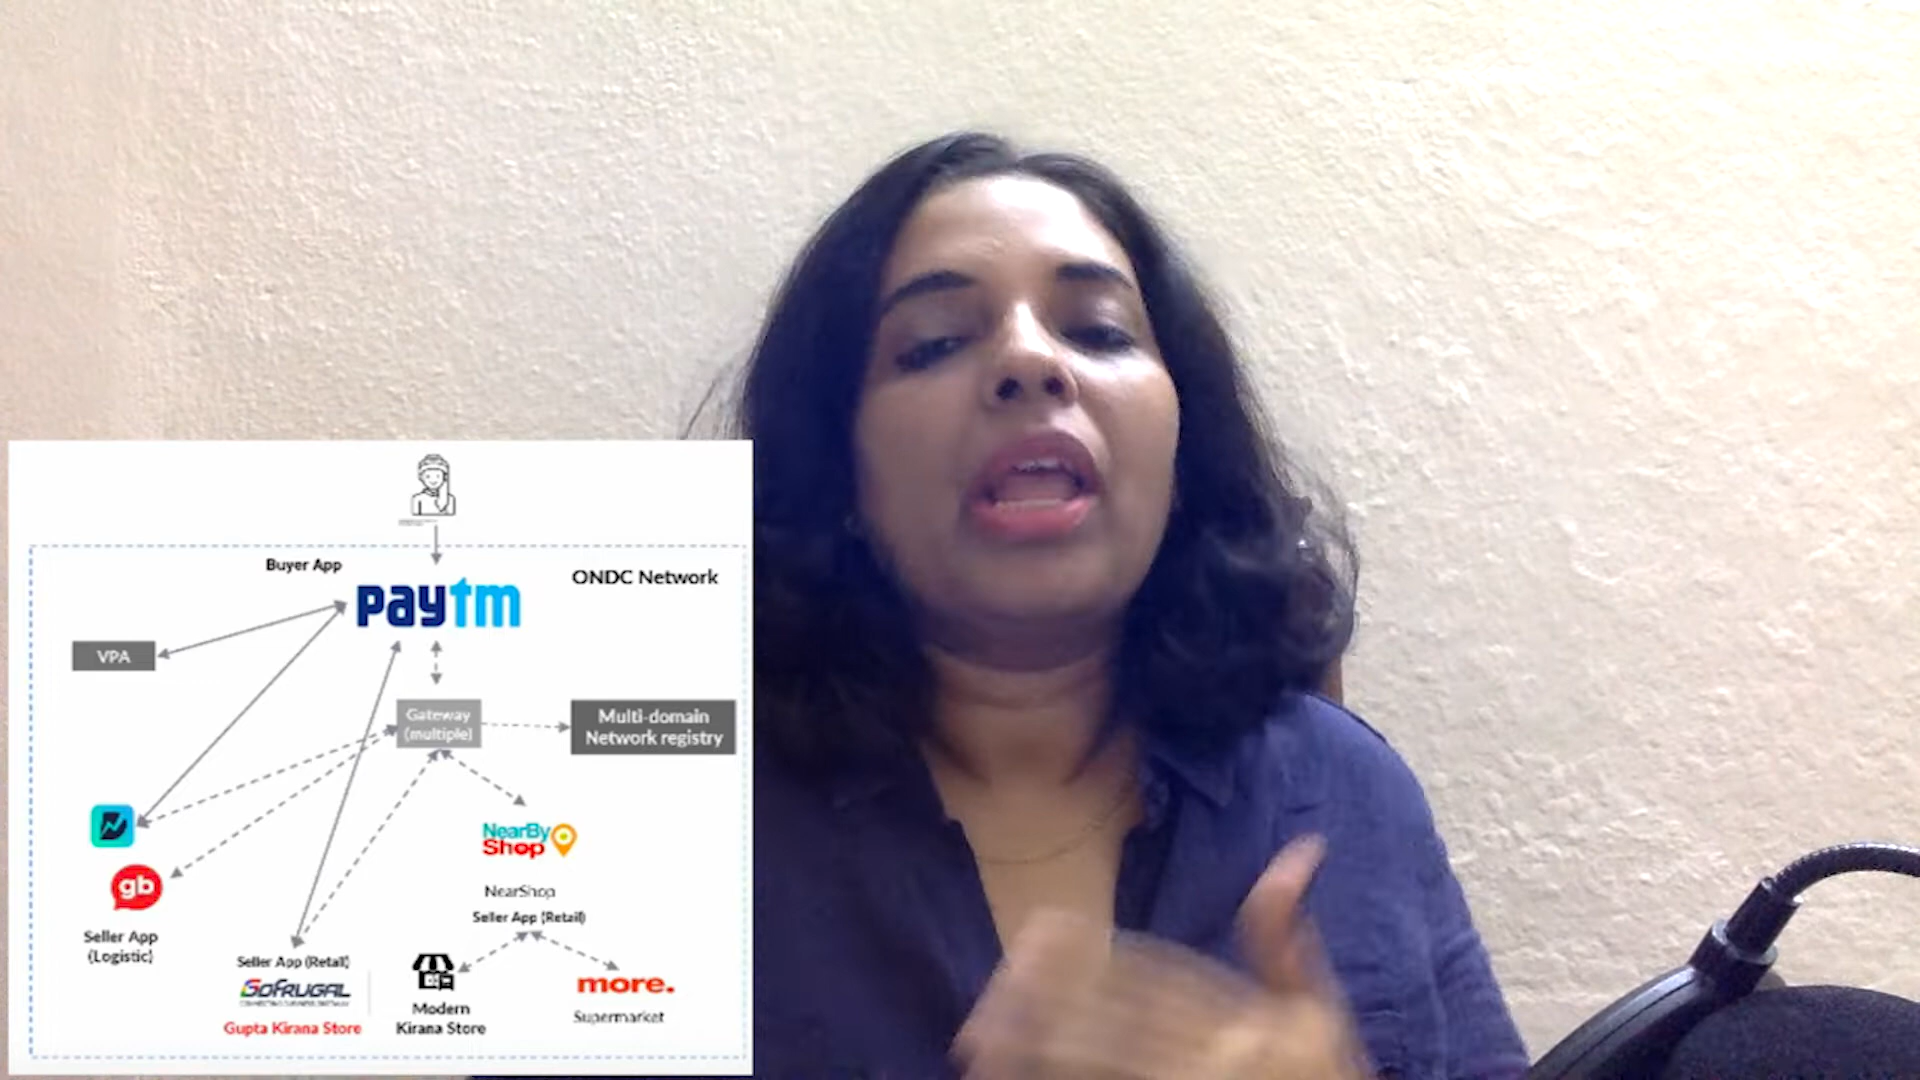 Buyer App
paytm
ONDC Network
VPA
Gateway
(multiple)
Multi-domain
Network registry
NearBy
Shop
gb
NearShop
Seller App (Retail)
Seller App
(Logistic)
Seller App (Retail)
SOFRUGAL
Gupta Kirana Store
Modern
Kirana Store
more.
Supermarket